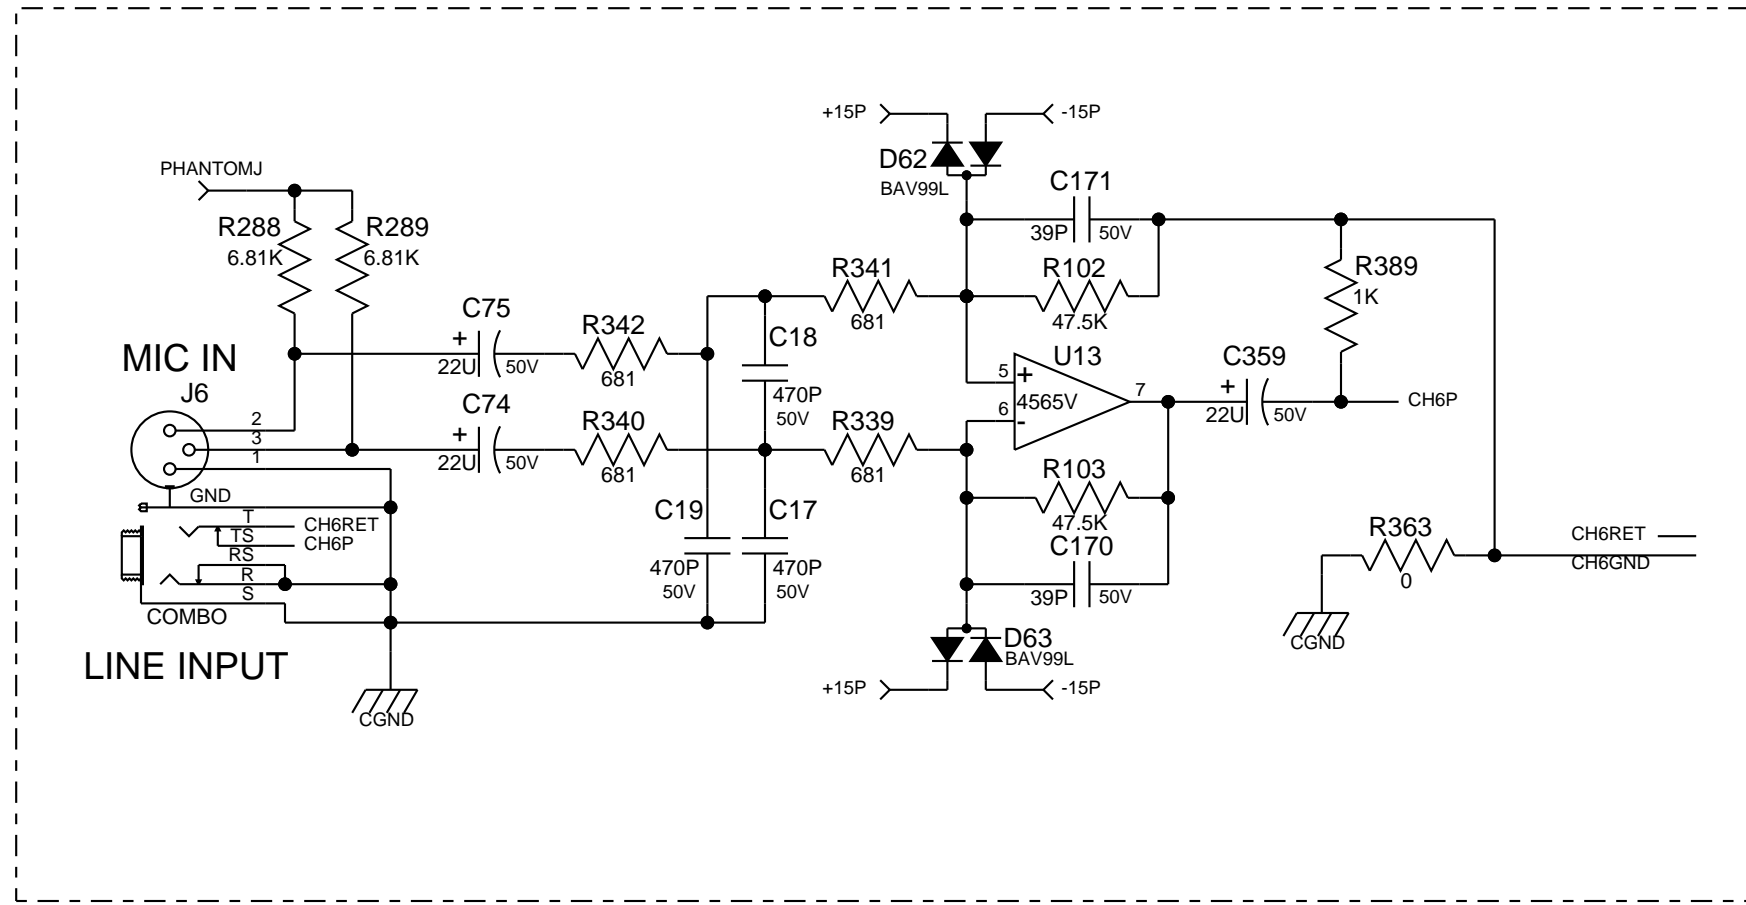 +15P
-15P
D62
BAV99L
PHANTOMJ
C171
39P
50V
R288
6.81K
R289
6.81K
R341
681
R102
47.5K
R389
1K
C75
+
22U
50V
R342
681
C18
470P
50V
MIC IN
J6
2
3
1
C74
+
22U
50V
R340
681
R339
681
U13
5
+
4565V
6
-
7
C359
+
22U
50V
CH6P
R103
47.5K
C170
39P
50V
GND
T
CH6RET
TS
CH6P
RS
R
S
COMBO
LINE INPUT
CGND
C19
470P
50V
C17
470P
50V
D63
BAV99L
+15P
-15P
R363
0
CGND
CH6RET
CH6GND